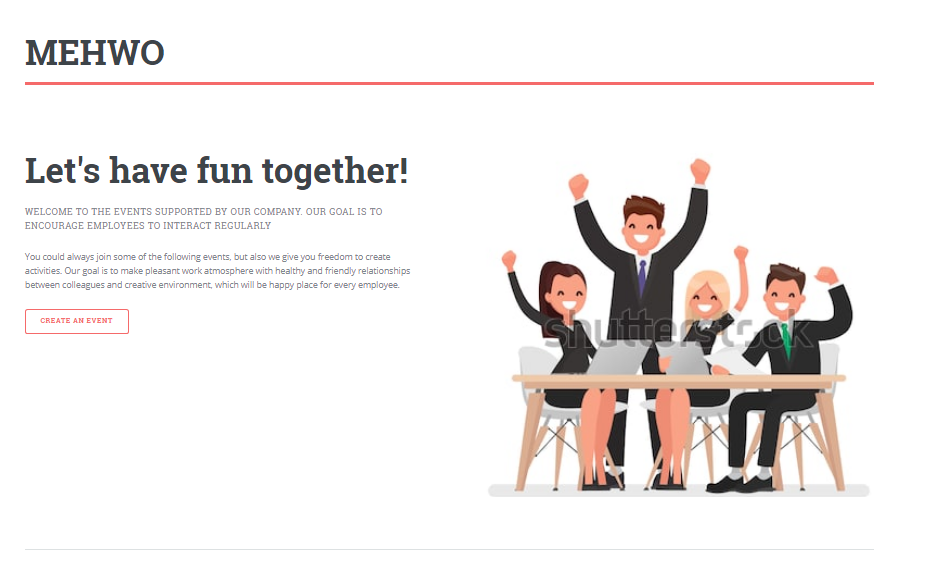 MEHWO
Let's have fun together!
WELCOME TO THE EVENTS SUPPORTED BY OUR COMPANY. OUR GOAL IS TO
ENCOURAGE EMPLOYEES TO INTERACT REGULARLY
You could always join some of the following events, but also we give you freedom to create
activities. Our goal is to make pleasant work atmosphere with healthy and friendly relationships
between colleagues and creative environment, which will be happy place for every employee.
CREATE AN EVENT
shutterstock